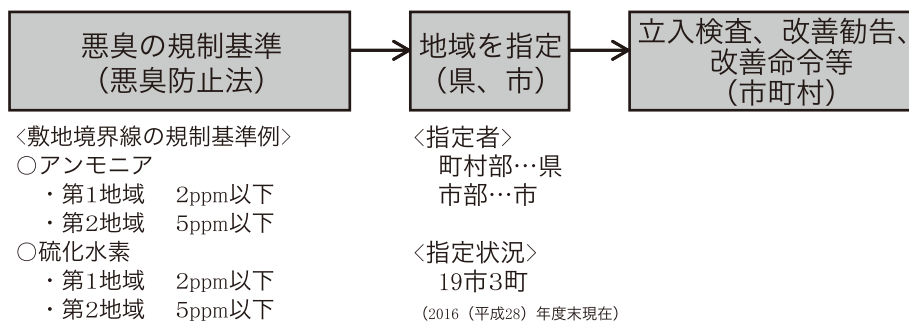 悪臭の規制基準
（悪臭防止法）
地域を指定
（県、市）
立入検査、改善勧告、
改善命令等
（市町村）
<敷地境界線の規制基準例>
○アンモニア
・第1地域　2ppm以下
・第2地域　5ppm以下
○硫化水素
・第1地域　2ppm以下
・第2地域　5ppm以下
<指定者>
町村部…県
市部…市
<指定状況>
19市3町
（2016（平成28）年度末現在）